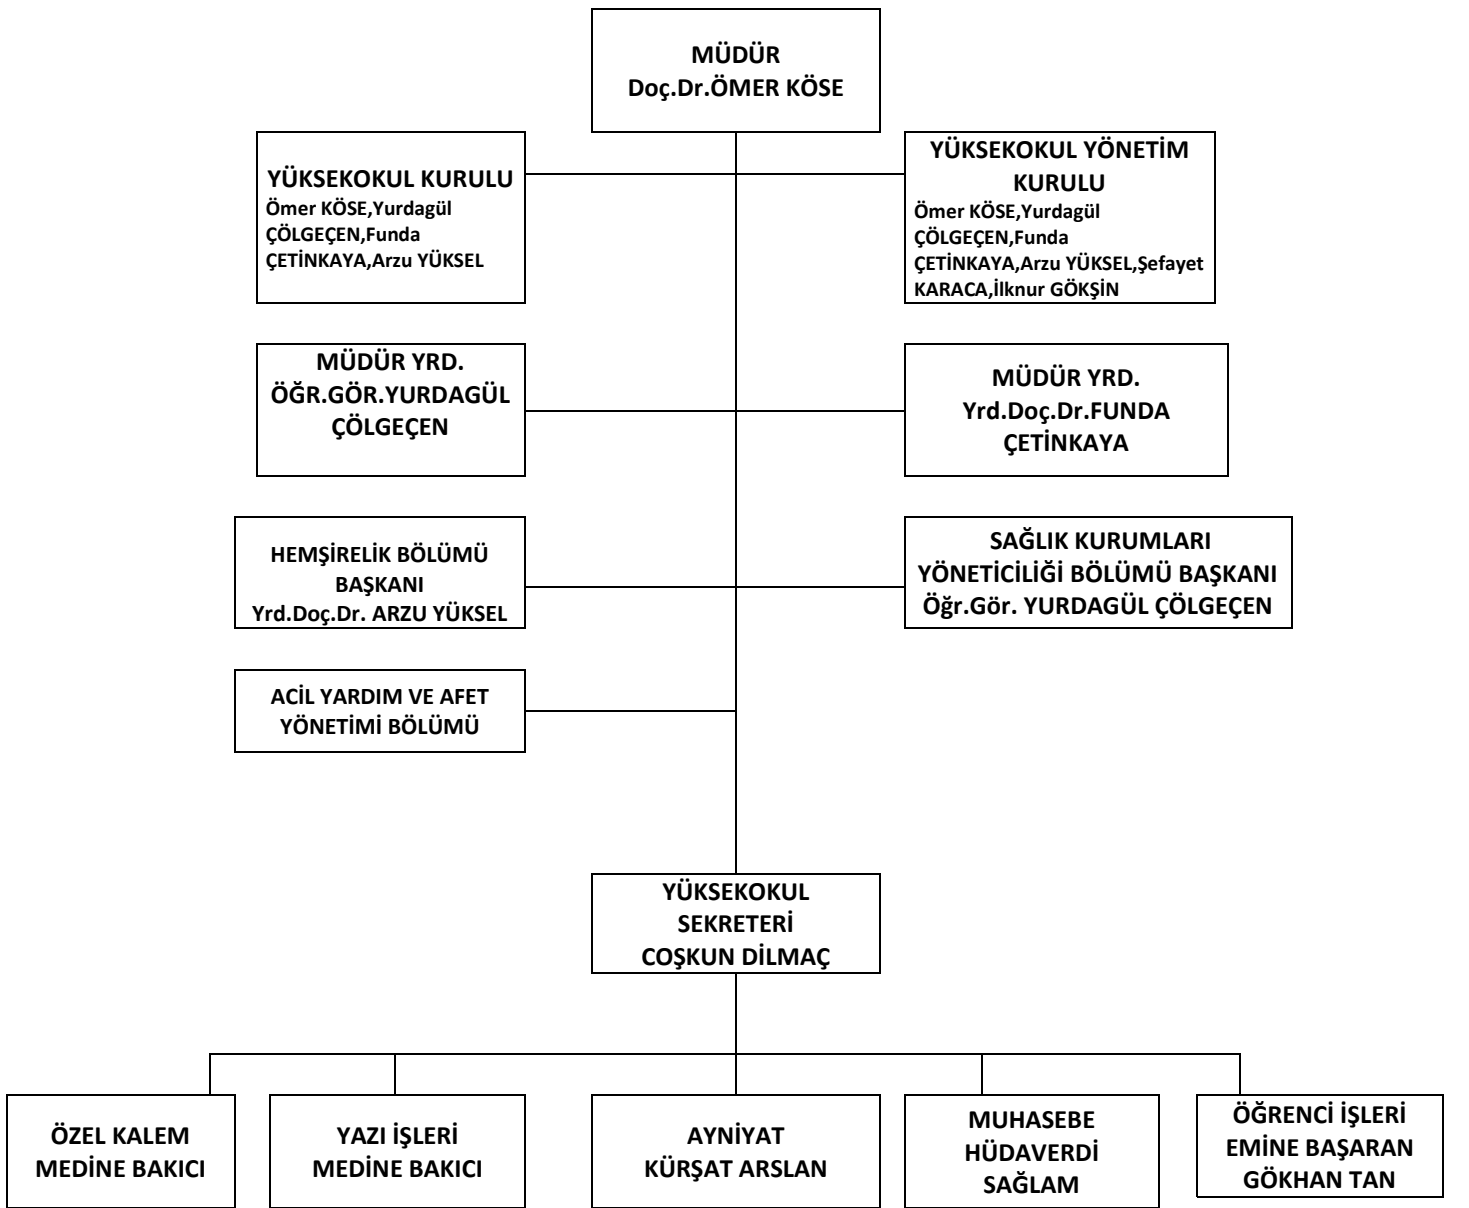 MÜDÜR
Doç.Dr.ÖMER KÖSE
YÜKSEKOKUL KURULU
Ömer KÖSE,Yurdagül
ÇÖLGEÇEN,Funda
ÇETİNKAYA,Arzu YÜKSEL
YÜKSEKOKUL YÖNETİM
KURULU
Ömer KÖSE,Yurdagül
ÇÖLGEÇEN,Funda
ÇETİNKAYA,Arzu YÜKSEL,Şefayet
KARACA,İlknur GÖKŞİN
MÜDÜR YRD.
ÖĞR.GÖR.YURDAGÜL
ÇÖLGEÇEN
MÜDÜR YRD.
Yrd.Doç.Dr.FUNDA
ÇETİNKAYA
HEMŞİRELİK BÖLÜMÜ
BAŞKANI
Yrd.Doç.Dr. ARZU YÜKSEL
SAĞLIK KURUMLARI
YÖNETİCİLİĞİ BÖLÜMÜ BAŞKANI
Öğr.Gör. YURDAGÜL ÇÖLGEÇEN
ACİL YARDIM VE AFET
YÖNETİMİ BÖLÜMÜ
YÜKSEKOKUL
SEKRETERİ
COŞKUN DİLMAÇ
ÖZEL KALEM
MEDİNE BAKICI
YAZI İŞLERİ
MEDİNE BAKICI
AYNİYAT
KÜRŞAT ARSLAN
MUHASEBE
HÜDAVERDİ
SAĞLAM
ÖĞRENCİ İŞLERİ
EMİNE BAŞARAN
GÖKHAN TAN